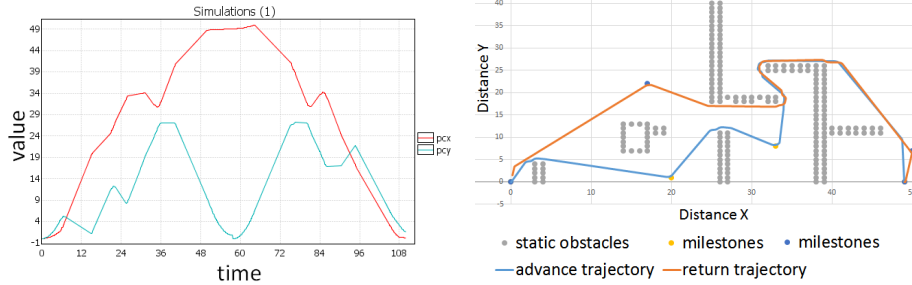 Simulations (1)
value
49
44
39
34
29
24
19
14
9
4
-1
0 12 24 36 48 60 72 84 96 108
time
pcx
pcy
Distance Y
40
35
30
25
20
15
10
5
0
-5
0 10 20 30 40 50
Distance X
static obstacles milestones milestones
advance trajectory return trajectory